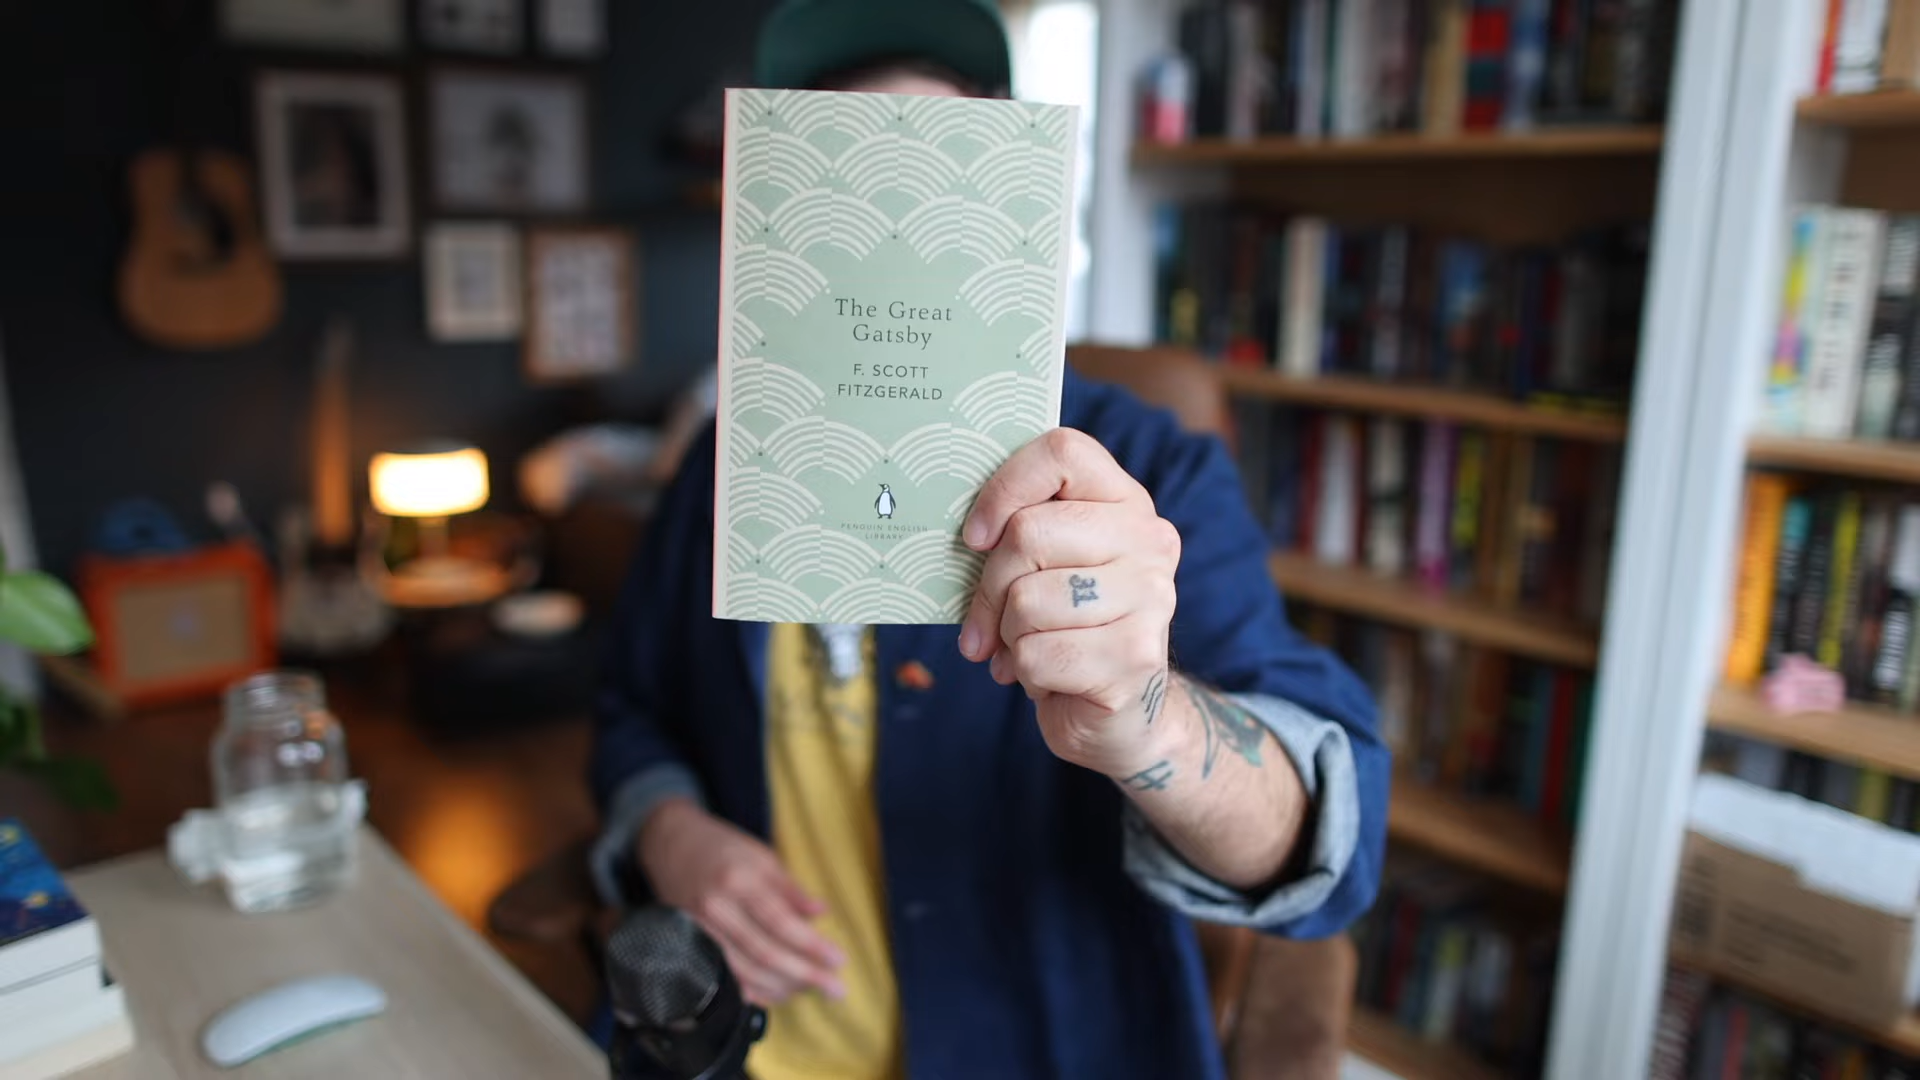 The Great
Gatsby
F. SCOTT
FITZGERALD
PENGUIN ENGLISH
LIBRARY